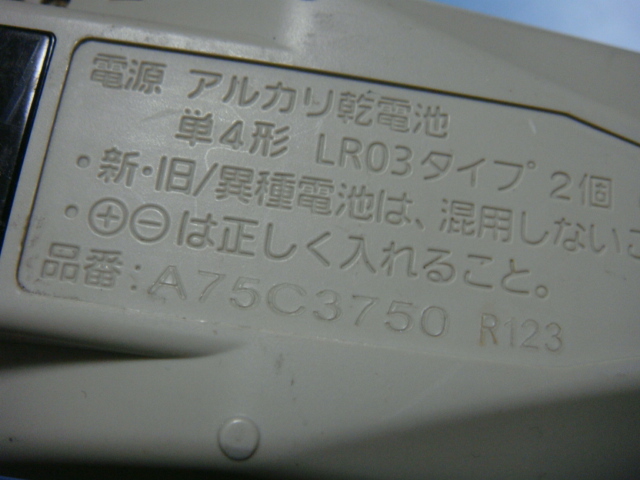 電源 アルカリ乾電池
単4形 LR03タイプ 2個
・新・旧/異種電池は、混用しないこ
・⊕⊖は正しく入れること。
品番:A75C3750 R123